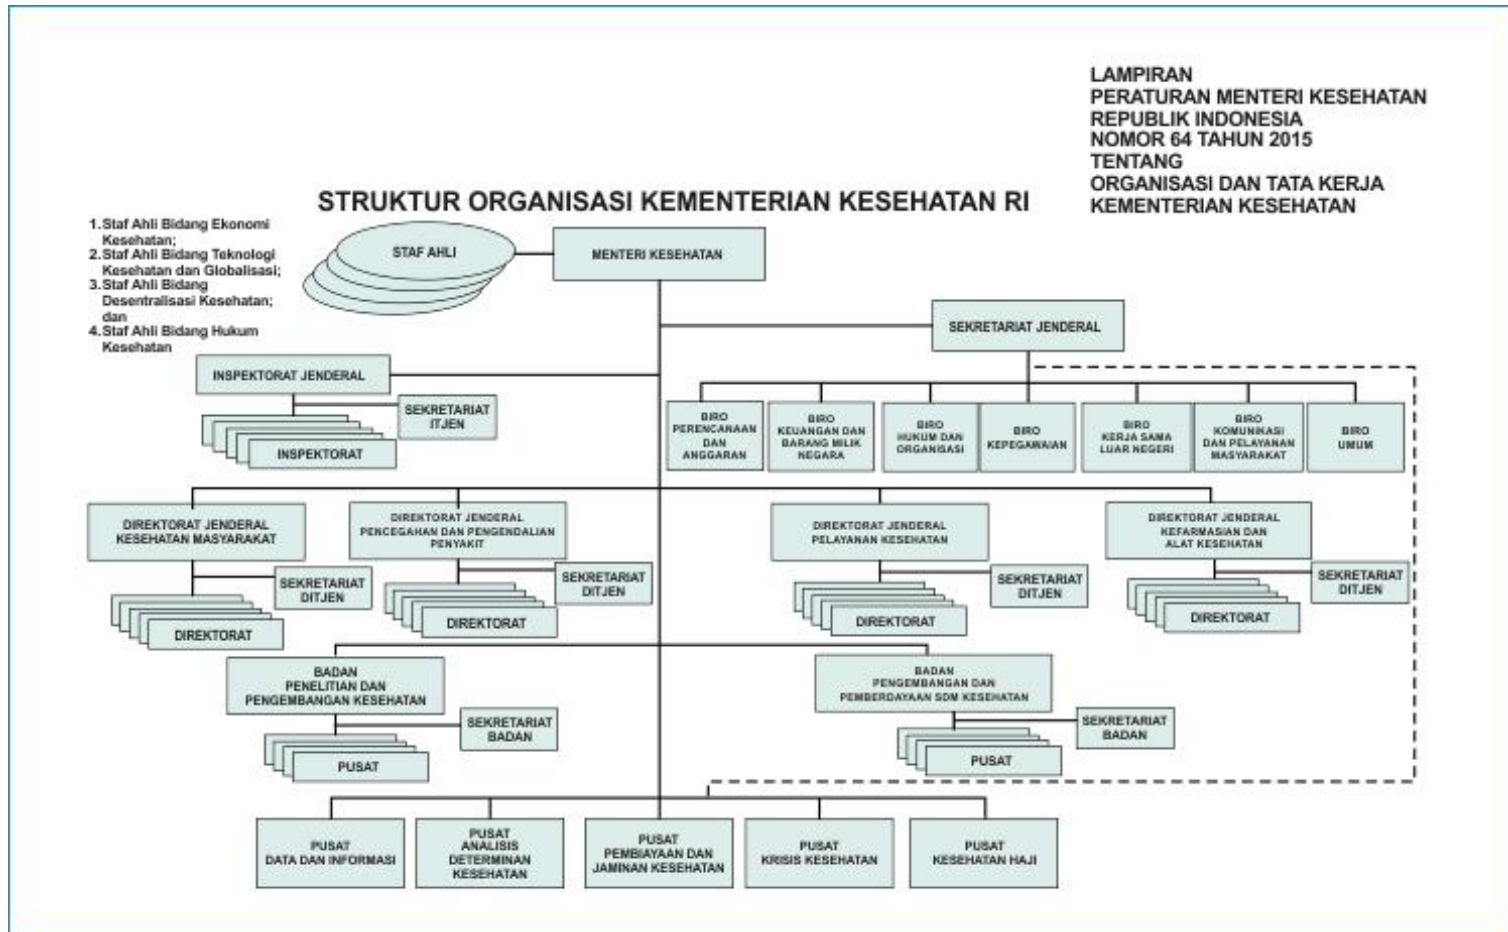 LAMPIRAN
PERATURAN MENTERI KESEHATAN
REPUBLIK INDONESIA
NOMOR 64 TAHUN 2015
TENTANG
ORGANISASI DAN TATA KERJA
KEMENTERIAN KESEHATAN
STRUKTUR ORGANISASI KEMENTERIAN KESEHATAN RI
1.Staf Ahli Bidang Ekonomi
Kesehatan;
2.Staf Ahli Bidang Teknologi
Kesehatan dan Globalisasi;
3.Staf Ahli Bidang
Desentralisasi Kesehatan;
dan
4.Staf Ahli Bidang Hukum
Kesehatan
STAF AHLI
MENTERI KESEHATAN
SEKRETARIAT JENDERAL
INSPEKTORAT JENDERAL
SEKRETARIAT
ITJEN
INSPEKTORAT
BIRO
PERENCANAAN
DAN
ANGGARAN
BIRO
KEUANGAN DAN
BARANG MILIK
NEGARA
BIRO
HUKUM DAN
ORGANISASI
BIRO
KEPEGAWAIAN
BIRO
KERJA SAMA
LUAR NEGERI
BIRO
KOMUNIKASI
DAN PELAYANAN
MASYARAKAT
BIRO
UMUM
DIREKTORAT JENDERAL
KESEHATAN MASYARAKAT
SEKRETARIAT
DITJEN
DIREKTORAT
DIREKTORAT JENDERAL
PENCEGAHAN DAN PENGENDALIAN
PENYAKIT
SEKRETARIAT
DITJEN
DIREKTORAT
DIREKTORAT JENDERAL
PELAYANAN KESEHATAN
SEKRETARIAT
DITJEN
DIREKTORAT
DIREKTORAT JENDERAL
KEFARMASIAN DAN
ALAT KESEHATAN
SEKRETARIAT
DITJEN
DIREKTORAT
BADAN
PENELITIAN DAN
PENGEMBANGAN KESEHATAN
SEKRETARIAT
BADAN
PUSAT
BADAN
PENGEMBANGAN DAN
PEMBERDAYAAN SDM KESEHATAN
SEKRETARIAT
BADAN
PUSAT
PUSAT
DATA DAN INFORMASI
PUSAT
ANALISIS
DETERMINAN
KESEHATAN
PUSAT
PEMBIAYAAN DAN
JAMINAN KESEHATAN
PUSAT
KRISIS KESEHATAN
PUSAT
KESEHATAN HAJI